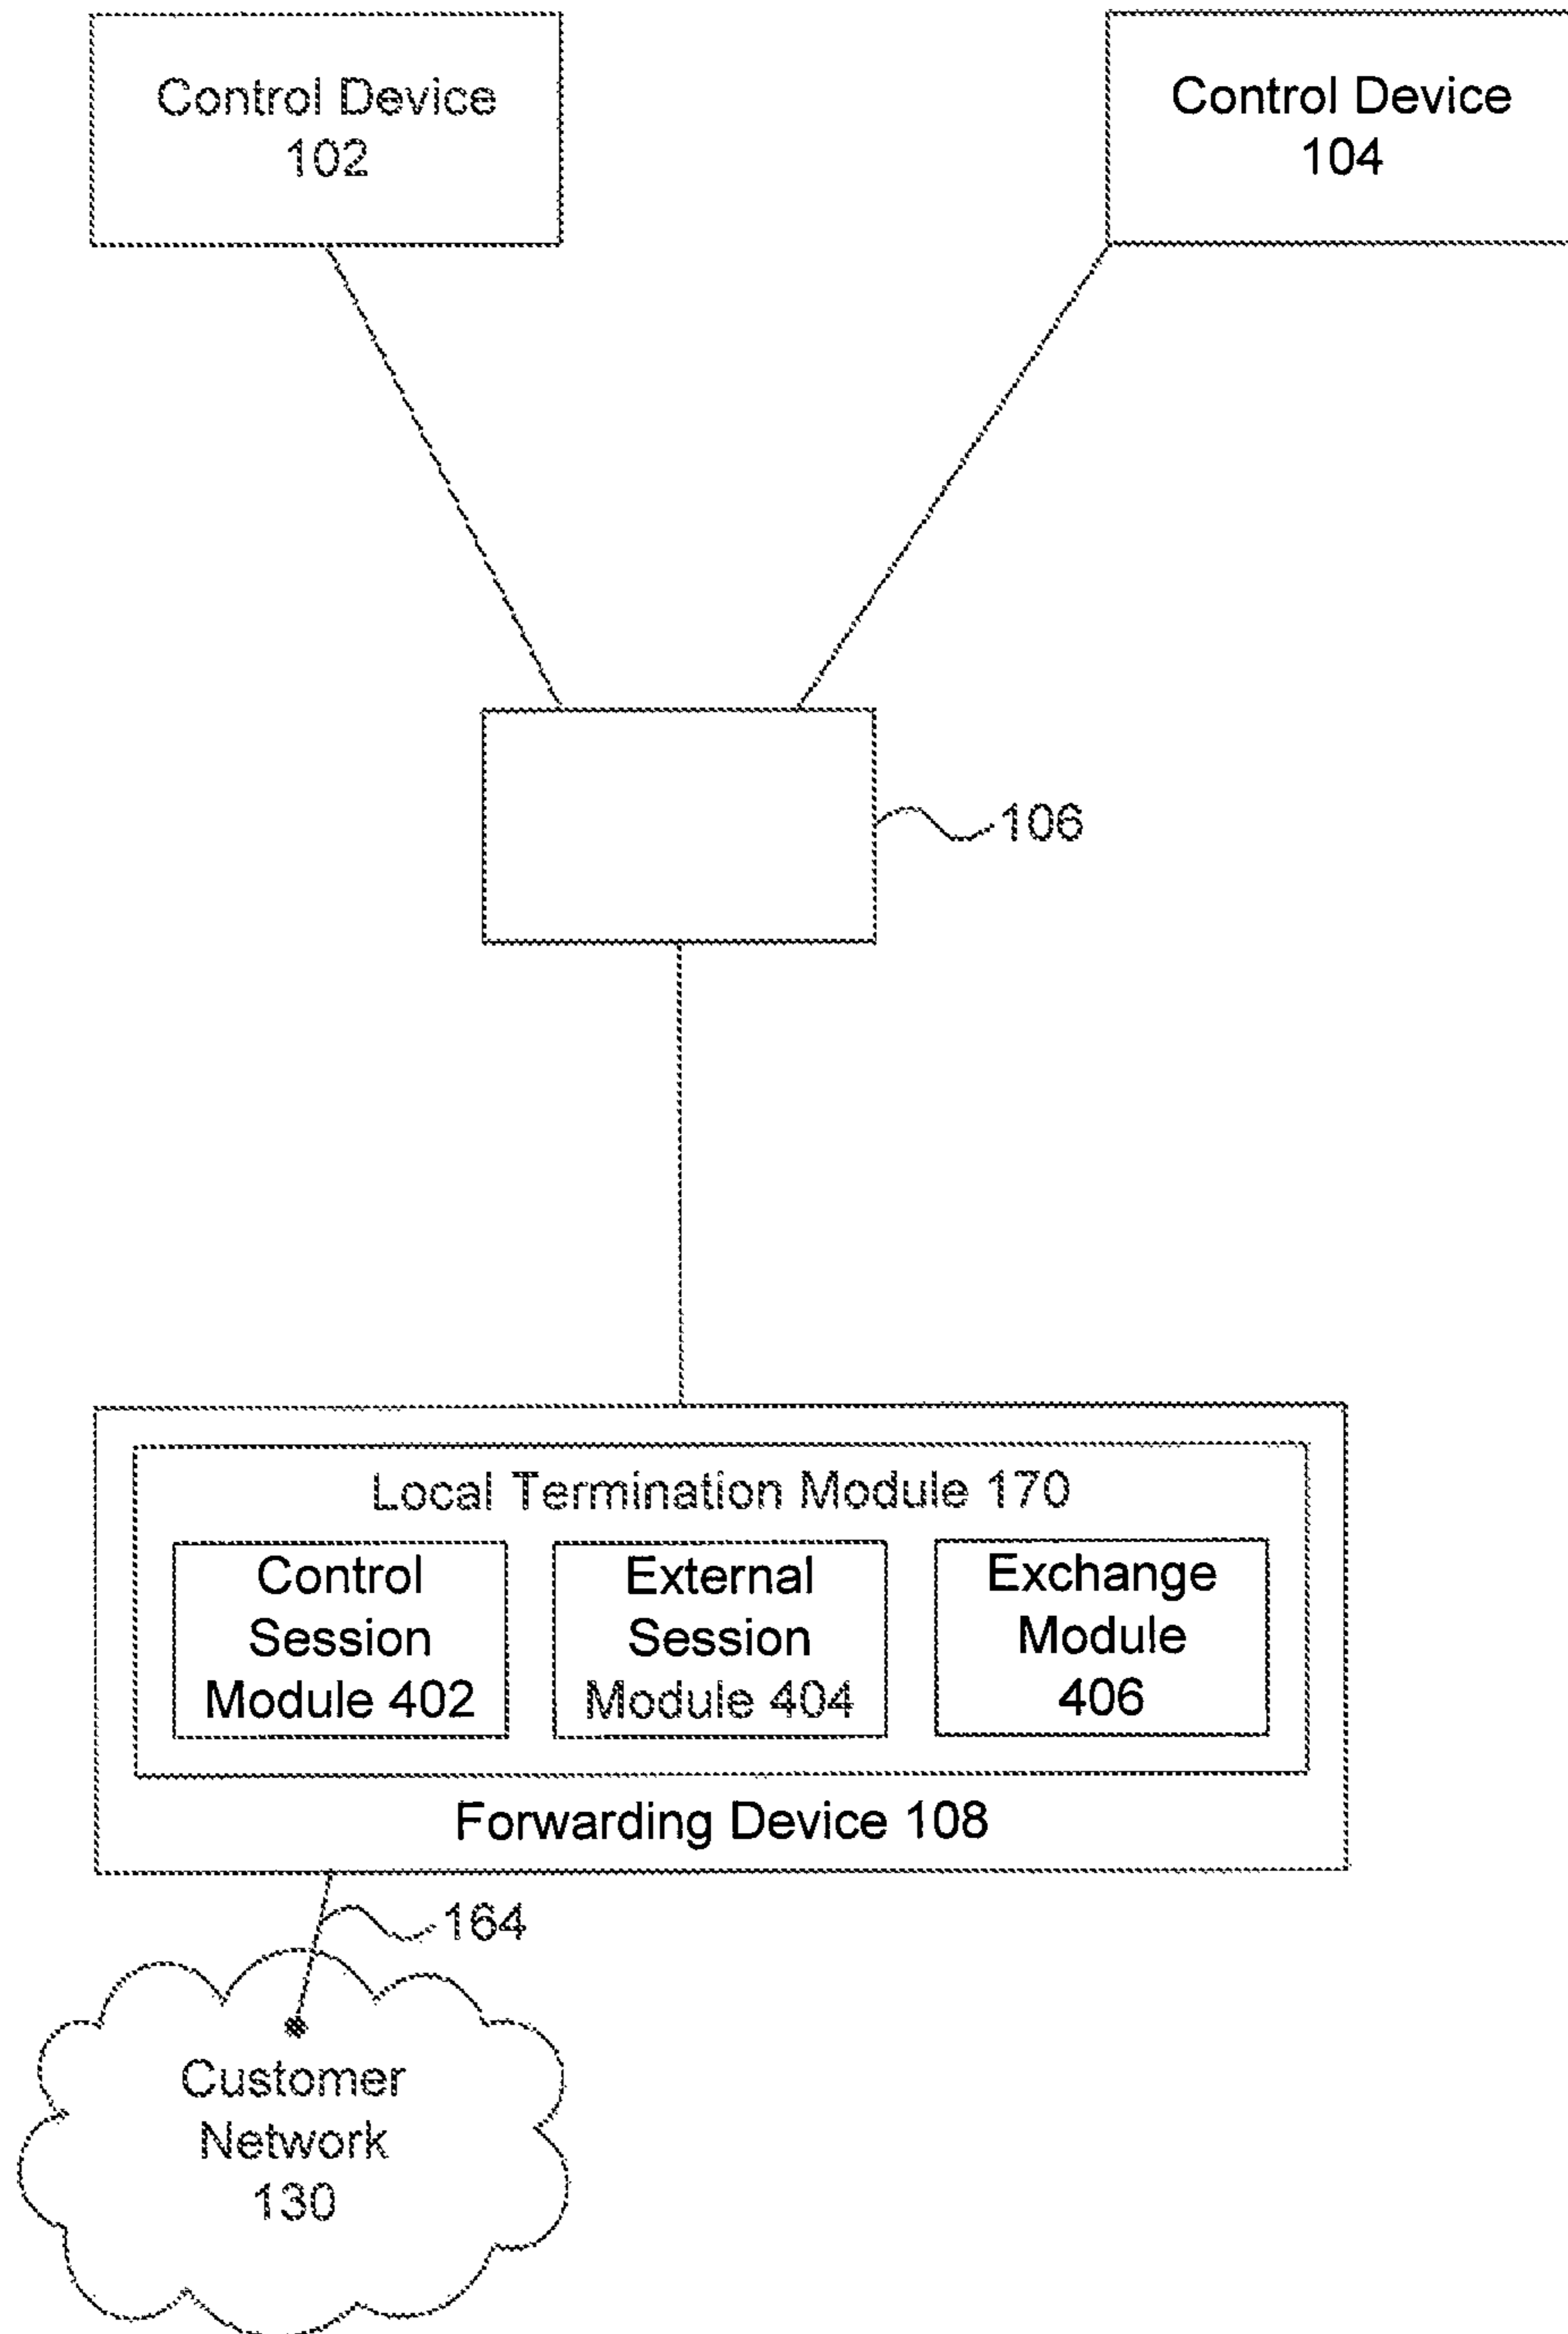 Control Device
102
Control Device
104
106
Local Termination Module 170
Control
Session
Module 402
External
Session
Module 404
Exchange
Module
406
Forwarding Device 108
164
Customer
Network
130